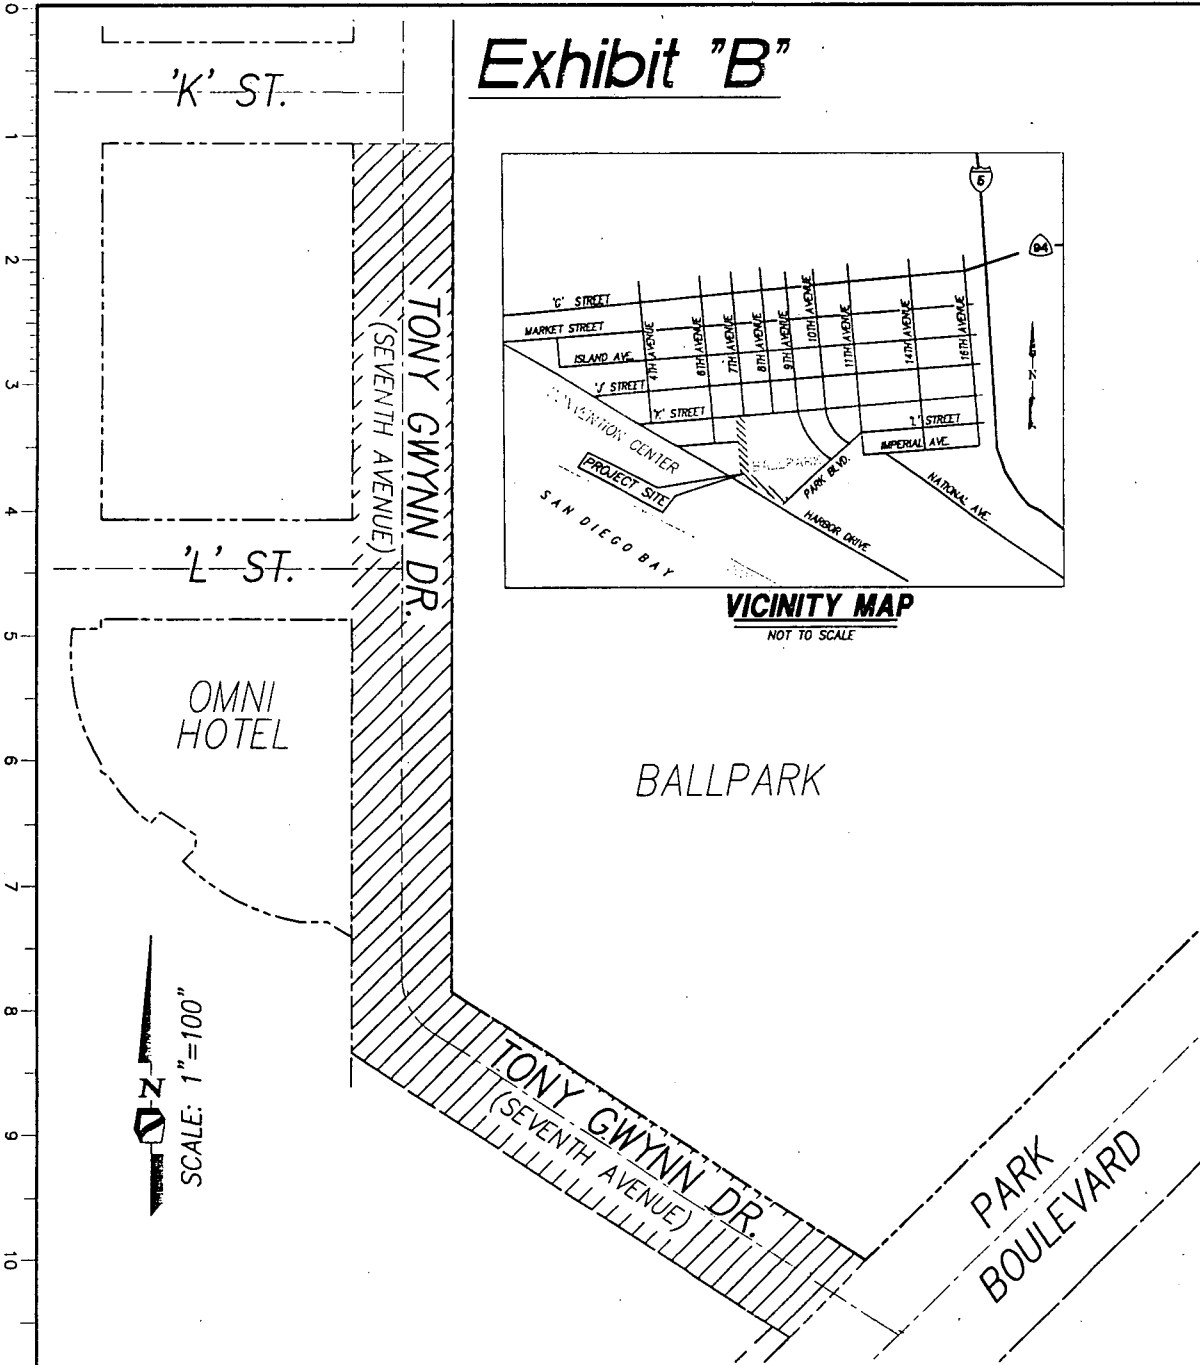 0
1
2
3
4
5
6
7
8
9
10
Exhibit "B"
'K' ST.
TONY GWYNN DR.
(SEVENTH AVENUE)
'L' ST.
OMNI
HOTEL
BALLPARK
5
94
'G' STREET
MARKET STREET
ISLAND AVE.
'J' STREET
'K' STREET
4TH AVENUE
6TH AVENUE
7TH AVENUE
8TH AVENUE
9TH AVENUE
10TH AVENUE
11TH AVENUE
14TH AVENUE
16TH AVENUE
'L' STREET
IMPERIAL AVE.
N
CONVENTION CENTER
BALLPARK
PROJECT SITE
PARK BLVD.
NATIONAL AVE.
HARBOR DRIVE
SAN DIEGO BAY
VICINITY MAP
NOT TO SCALE
N
SCALE: 1"=100"
TONY GWYNN DR.
(SEVENTH AVENUE)
PARK
BOULEVARD